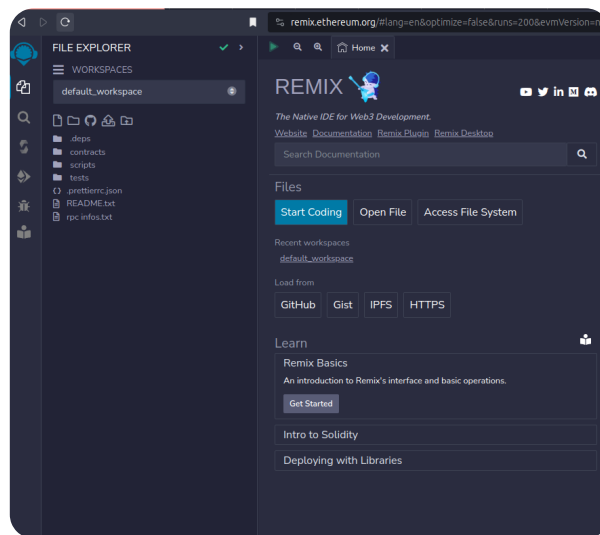 remix.ethereum.org/#lang=en&optimize=false&runs=200&evmVersion=n
FILE EXPLORER
WORKSPACES
default_workspace
.deps
contracts
scripts
tests
.prettierrc.json
README.txt
rpc infos.txt
Home
REMIX
The Native IDE for Web3 Development.
Website Documentation Remix Plugin Remix Desktop
Search Documentation
Files
Start Coding Open File Access File System
Recent workspaces
default_workspace
Load from
GitHub Gist IPFS HTTPS
Learn
Remix Basics
An introduction to Remix's interface and basic operations.
Get Started
Intro to Solidity
Deploying with Libraries